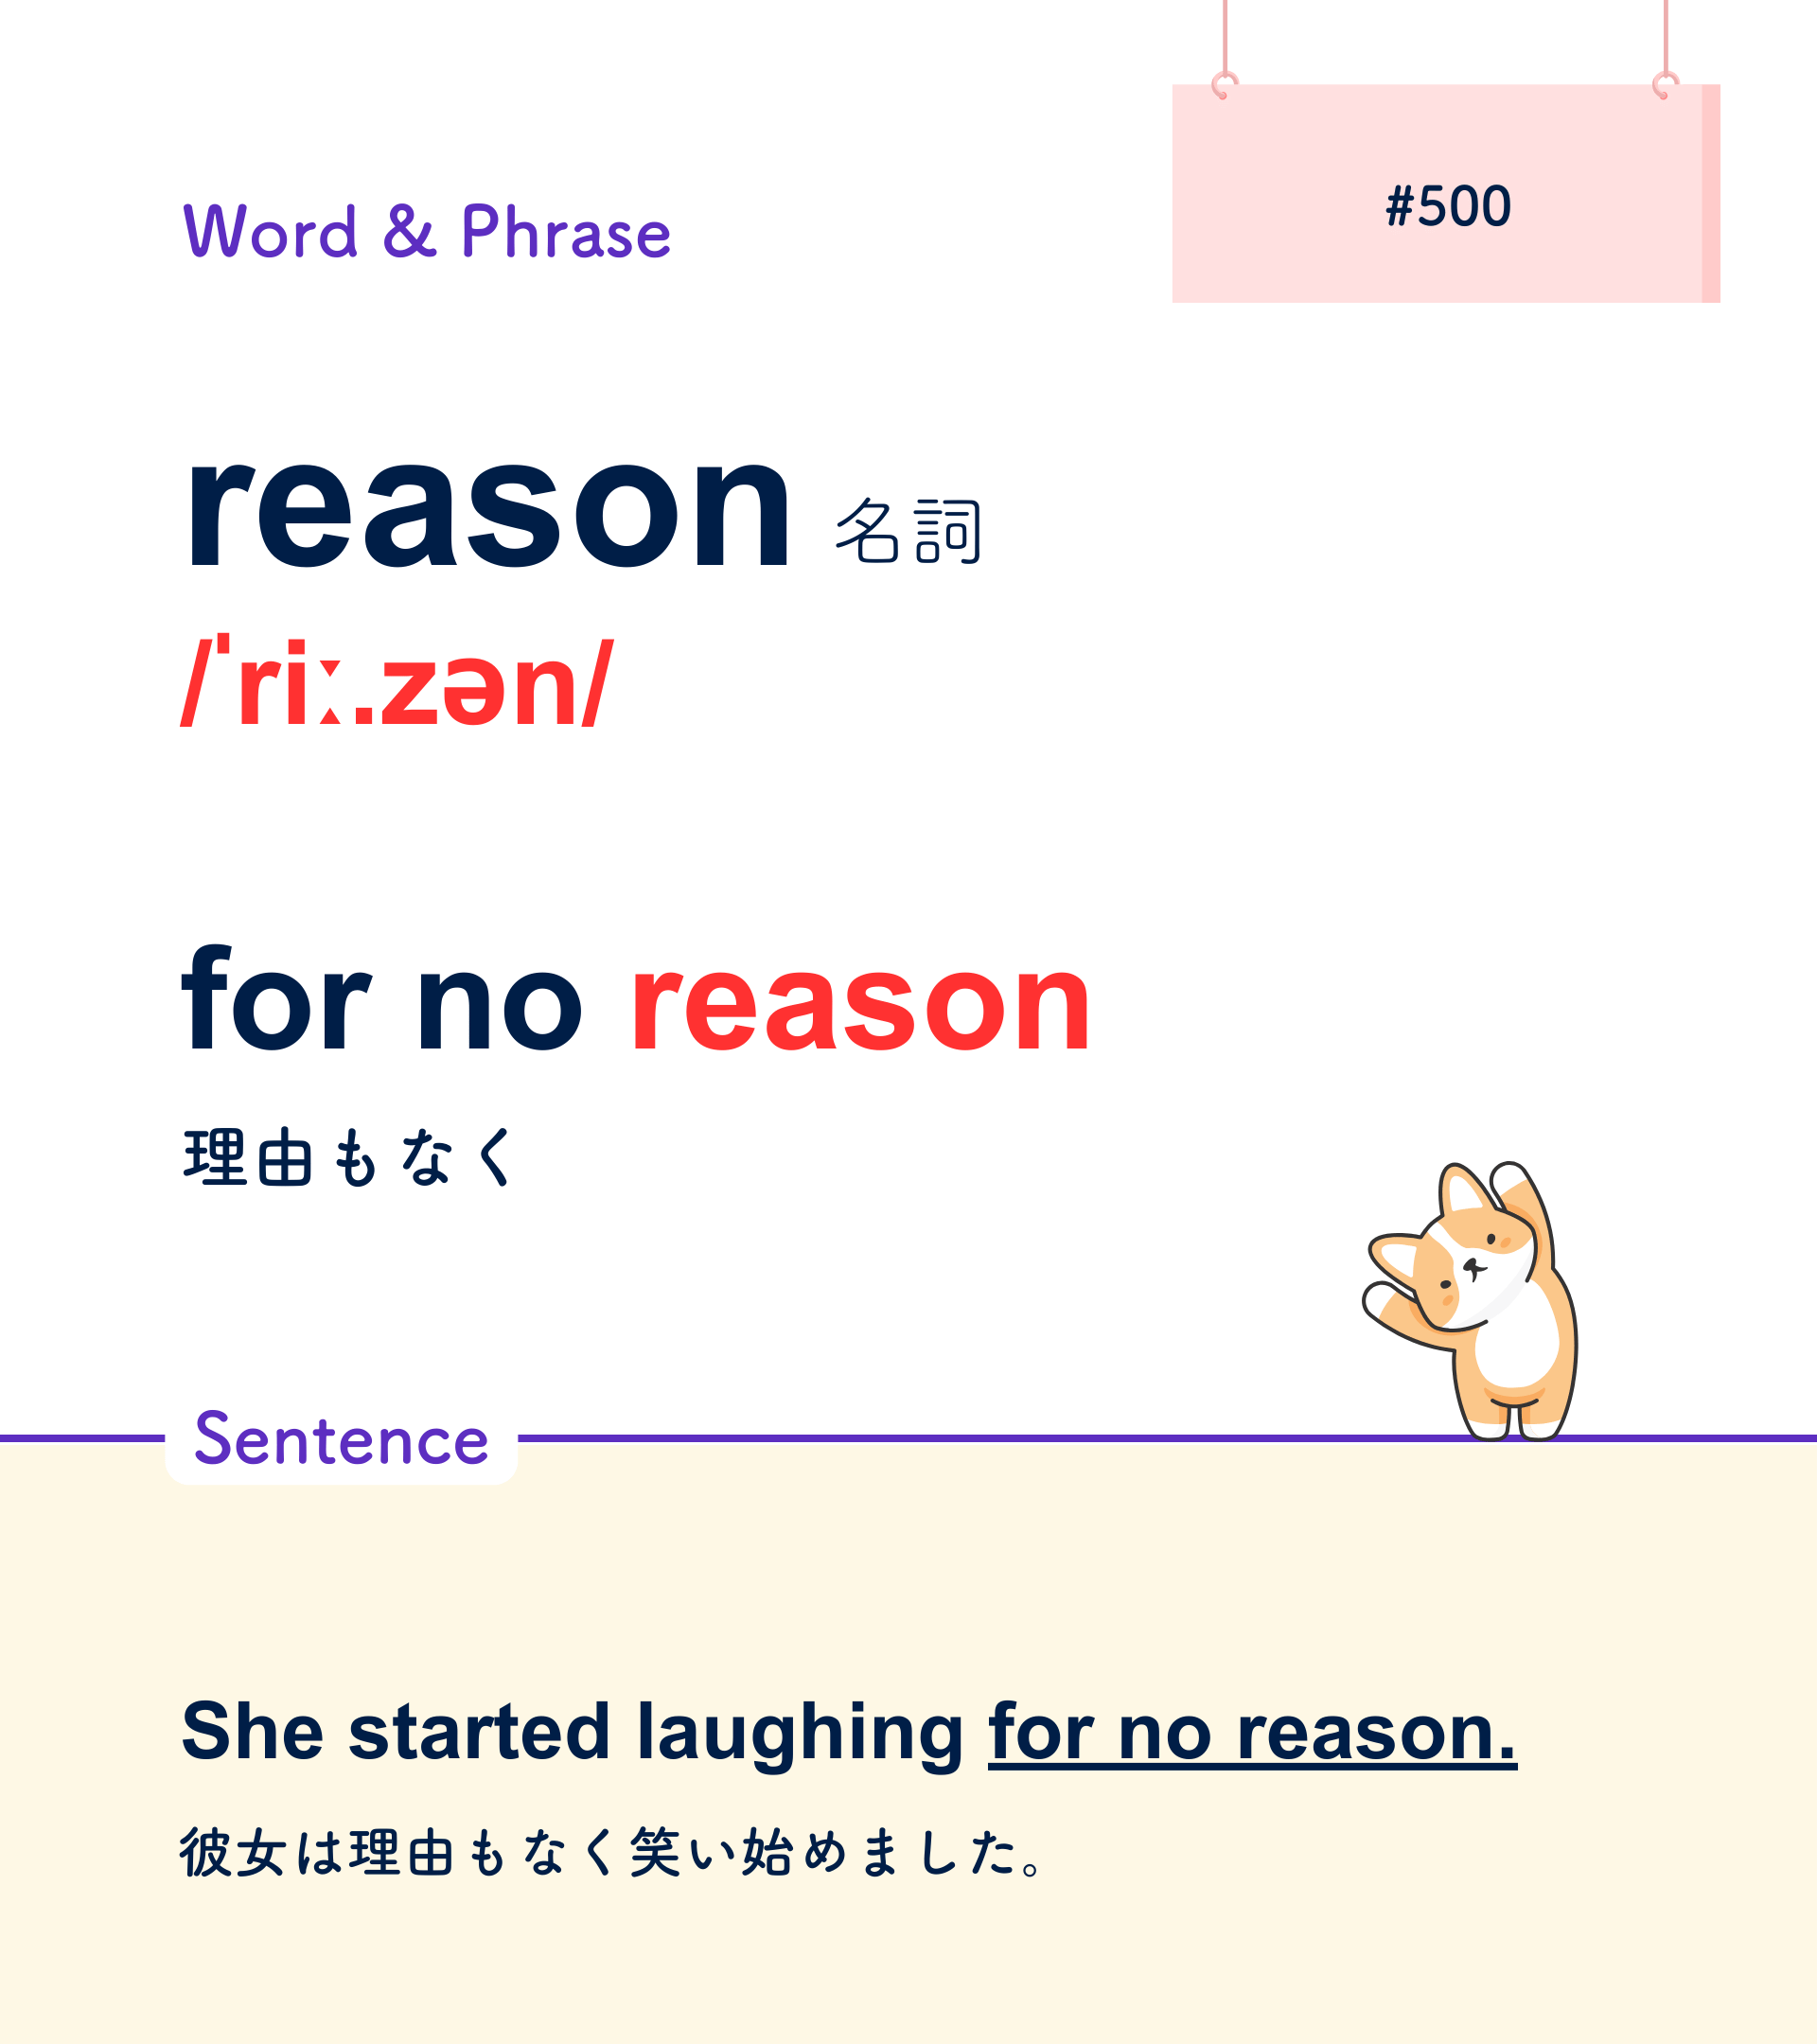 #500
Word & Phrase
reason 名詞
/ˈriː.zən/
for no reason
理由もなく
Sentence
She started laughing for no reason.
彼女は理由もなく笑い始めました。